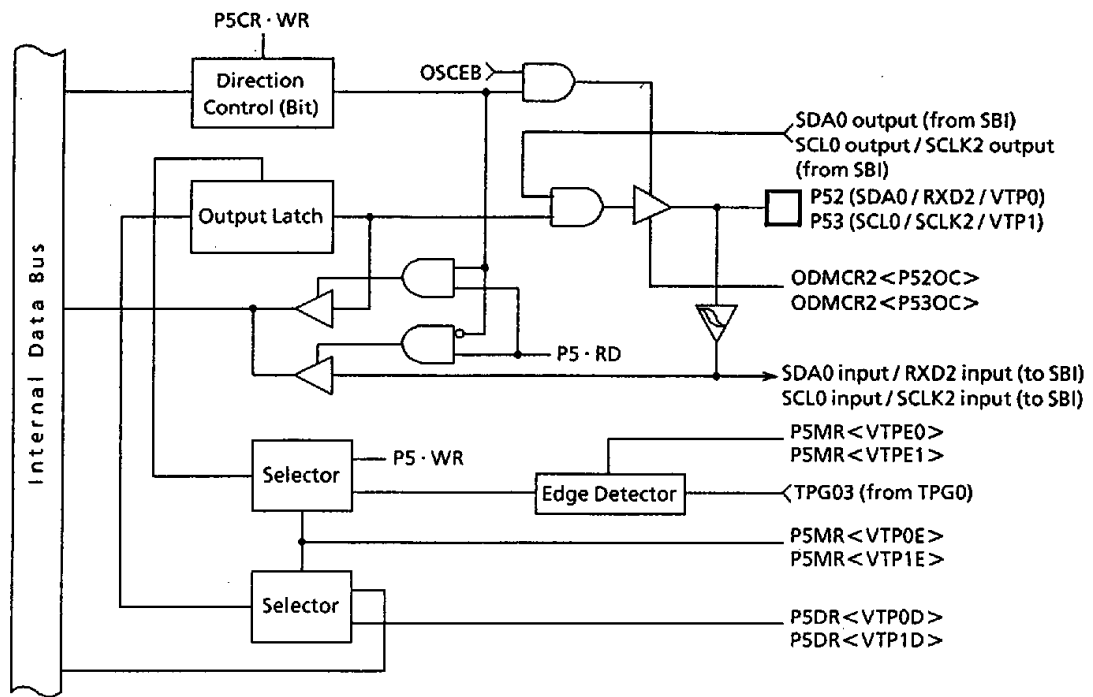 P5CR · WR
Direction
Control (Bit)
OSCEB
SDA0 output (from SBI)
SCL0 output / SCLK2 output
(from SBI)
Output Latch
P52 (SDA0 / RXD2 / VTP0)
P53 (SCL0 / SCLK2 / VTP1)
Internal Data Bus
ODMCR2<P52OC>
ODMCR2<P53OC>
P5 · RD
SDA0 input / RXD2 input (to SBI)
SCL0 input / SCLK2 input (to SBI)
P5MR<VTPE0>
P5MR<VTPE1>
Selector
P5 · WR
Edge Detector
TPG03 (from TPG0)
P5MR<VTP0E>
P5MR<VTP1E>
Selector
P5DR<VTP0D>
P5DR<VTP1D>